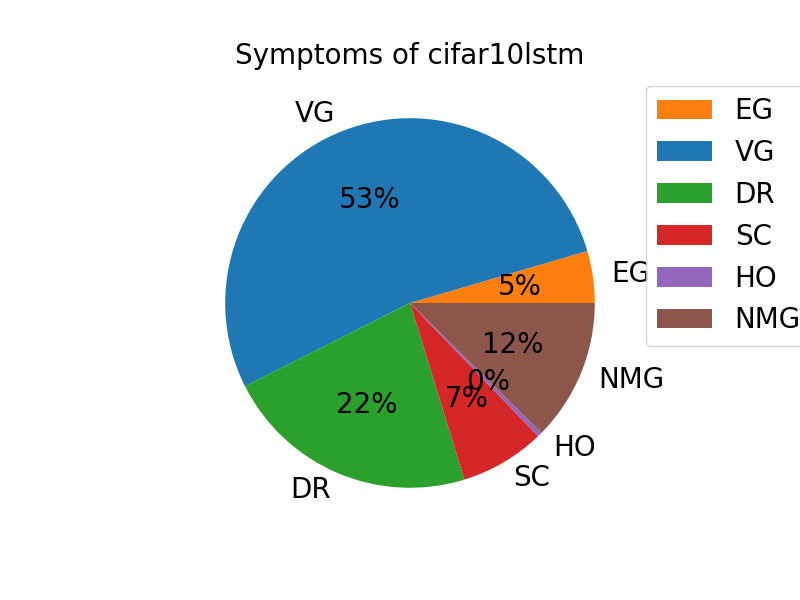 Symptoms of cifar10lstm
VG
53%
EG
5%
12%
0%
7%
22%
NMG
HO
SC
DR
EG
VG
DR
SC
HO
NMG